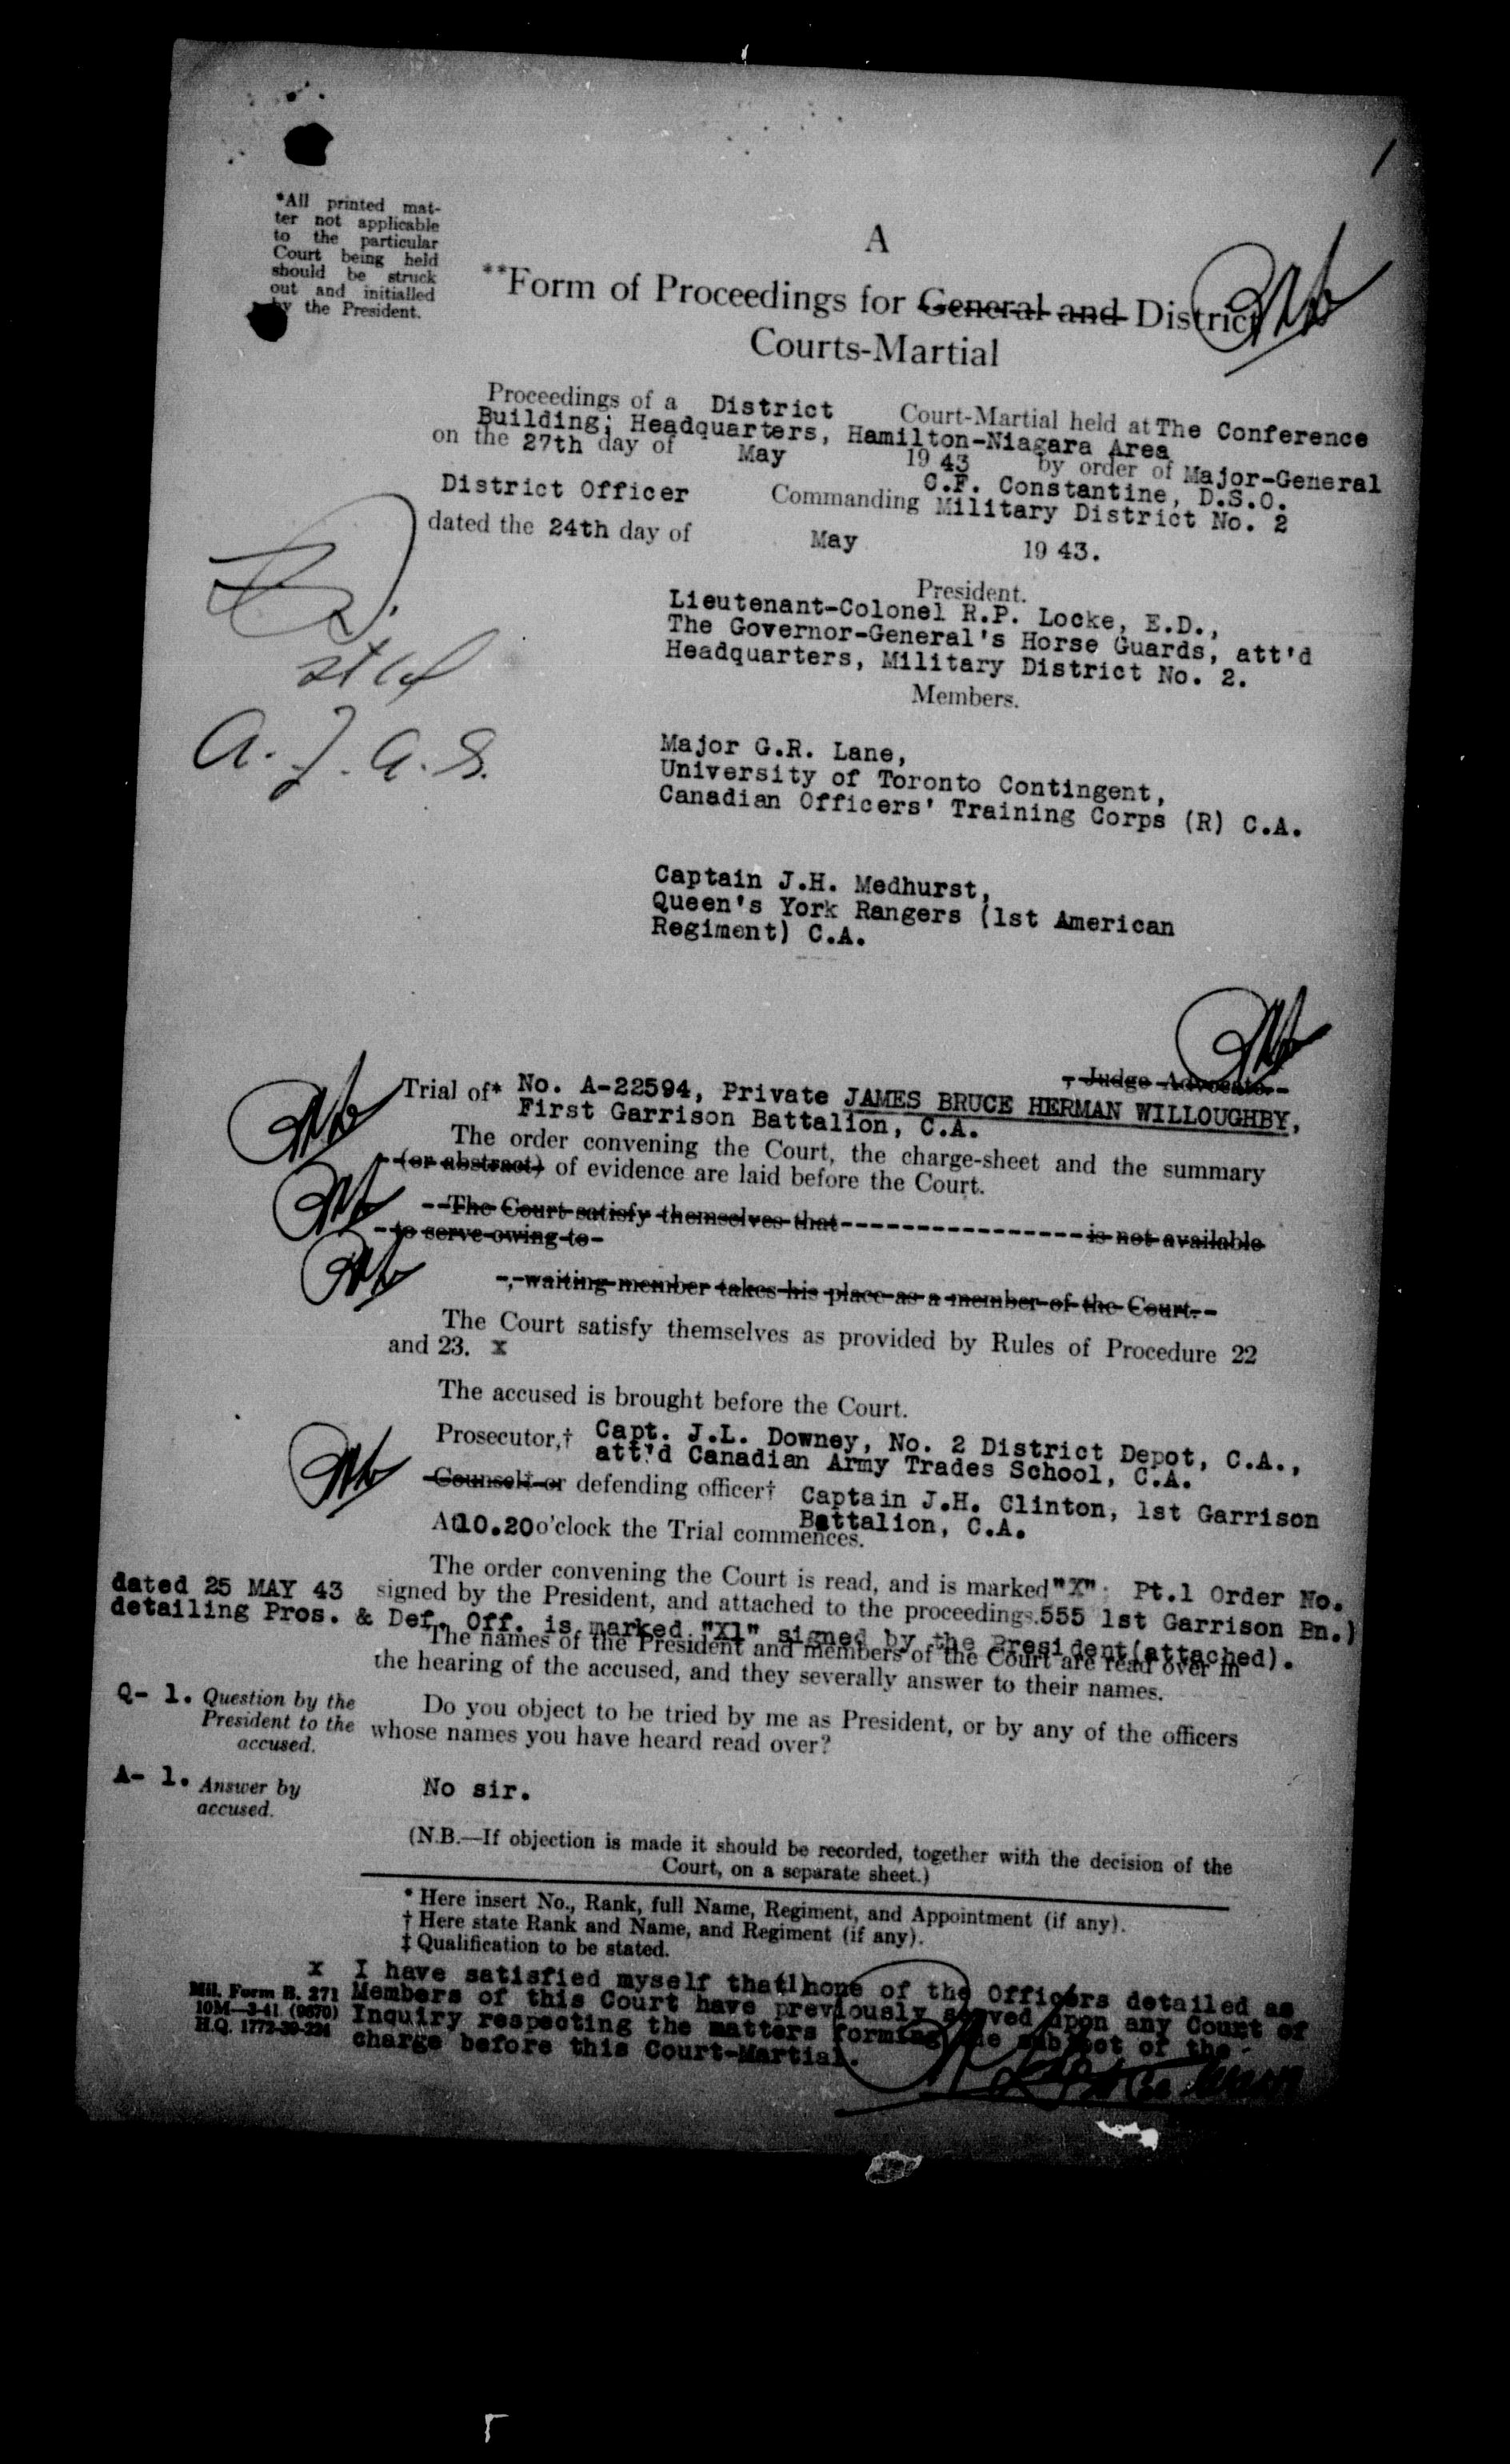 *All printed mat-
ter not applicable
to the particular
Court being held
should be struck
out and initialled
by the President.
A
**Form of Proceedings for General and District
Courts-Martial
Proceedings of a District Court-Martial held at The Conference
Building; Headquarters, Hamilton-Niagara Area
on the 27th day of May 19 43 by order of Major-General
C.F. Constantine, D.S.O.
District Officer Commanding Military District No. 2
dated the 24th day of May 19 43.
President.
Lieutenant-Colonel R.P. Locke, E.D.,
The Governor-General's Horse Guards, att'd
Headquarters, Military District No. 2.
Members.
A. J. A. G.
Major G.R. Lane,
University of Toronto Contingent,
Canadian Officers' Training Corps (R) C.A.
Captain J.H. Medhurst,
Queen's York Rangers (1st American
Regiment) C.A.
, Judge Advocate.
Trial of* No. A-22594, Private JAMES BRUCE HERMAN WILLOUGHBY,
First Garrison Battalion, C.A.
The order convening the Court, the charge-sheet and the summary
(or abstract) of evidence are laid before the Court.
The Court satisfy themselves that is not available
to serve owing to
, waiting member takes his place as a member of the Court.
The Court satisfy themselves as provided by Rules of Procedure 22
and 23. x
The accused is brought before the Court.
Prosecutor,† Capt. J.L. Downey, No. 2 District Depot, C.A.,
att'd Canadian Army Trades School, C.A.
Counsel‡ or defending officer† Captain J.H. Clinton, 1st Garrison
Battalion, C.A.
At 10.20 o'clock the Trial commences.
The order convening the Court is read, and is marked "X"; Pt.1 Order No.
dated 25 MAY 43 signed by the President, and attached to the proceedings. 555 1st Garrison Bn.)
detailing Pros. & Def. Off. is marked "X1" signed by the President(attached).
The names of the President and members of the Court are read over in
the hearing of the accused, and they severally answer to their names.
Q- 1. Question by the
President to the
accused.
Do you object to be tried by me as President, or by any of the officers
whose names you have heard read over?
A- 1. Answer by
accused.
No sir.
(N.B.—If objection is made it should be recorded, together with the decision of the
Court, on a separate sheet.)
* Here insert No., Rank, full Name, Regiment, and Appointment (if any).
† Here state Rank and Name, and Regiment (if any).
‡ Qualification to be stated.
x I have satisfied myself that(1)none of the Officers detailed as
Members of this Court have previously served upon any Court of
Inquiry respecting the matters forming the subject of the
charge before this Court-Martial.
Mil. Form B. 271
10M—3-41 (9670)
H.Q. 1772-39-224